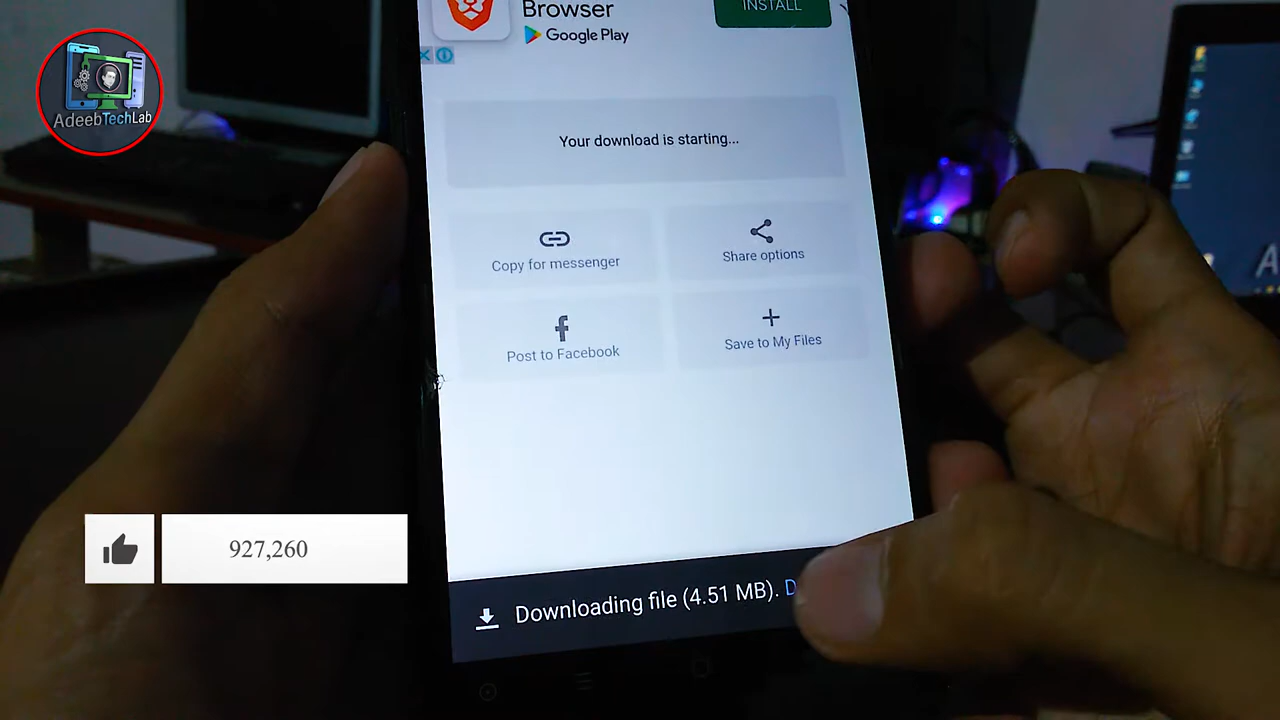 Browser
INSTALL
Google Play
AdeebTechLab
Your download is starting...
Copy for messenger
Share options
Post to Facebook
Save to My Files
927,260
Downloading file (4.51 MB).